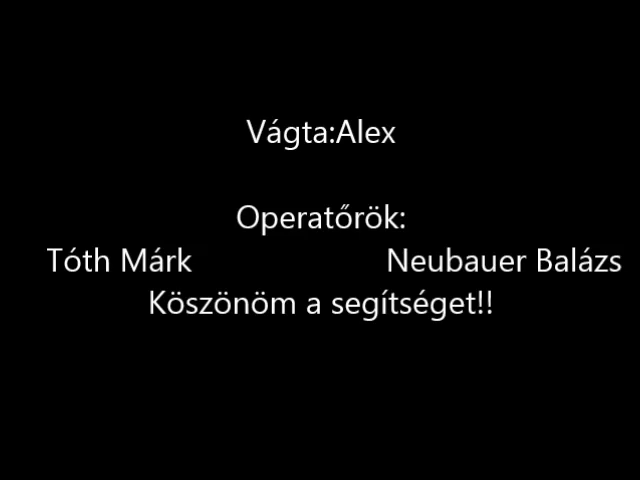 Vágta:Alex
Operatőrök:
Tóth Márk Neubauer Balázs
Köszönöm a segítséget!!